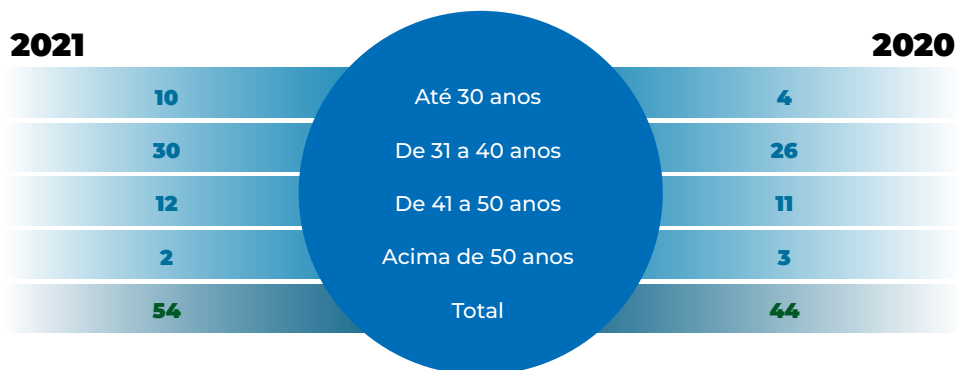 2021 2020
10 Até 30 anos 4
30 De 31 a 40 anos 26
12 De 41 a 50 anos 11
2 Acima de 50 anos 3
54 Total 44